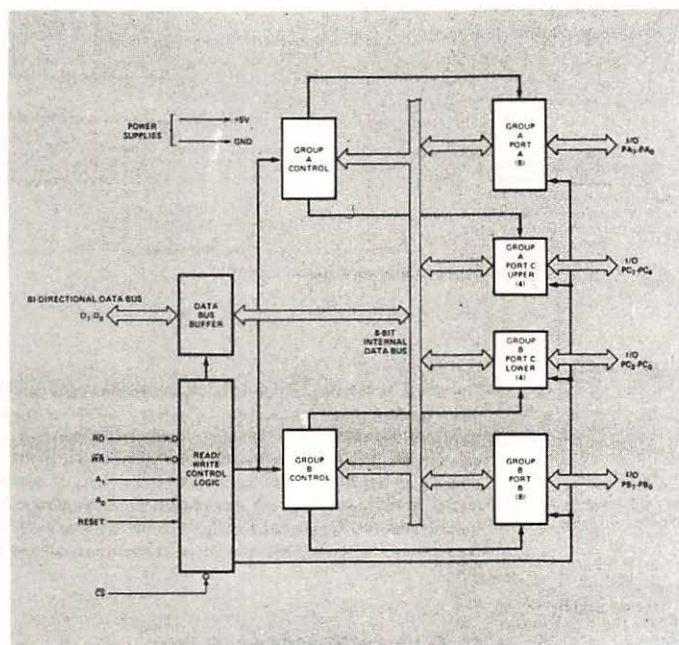 POWER
SUPPLIES
+5V
GND
GROUP
A
CONTROL
GROUP
A
PORT
A
(8)
I/O
PA7-PA0
GROUP
A
PORT C
UPPER
(4)
I/O
PC7-PC4
BI-DIRECTIONAL DATA BUS
D7-D0
DATA
BUS
BUFFER
8-BIT
INTERNAL
DATA BUS
GROUP
B
PORT C
LOWER
(4)
I/O
PC3-PC0
RD
WR
A1
A0
RESET
READ/
WRITE
CONTROL
LOGIC
GROUP
B
CONTROL
GROUP
B
PORT
B
(8)
I/O
PB7-PB0
CS